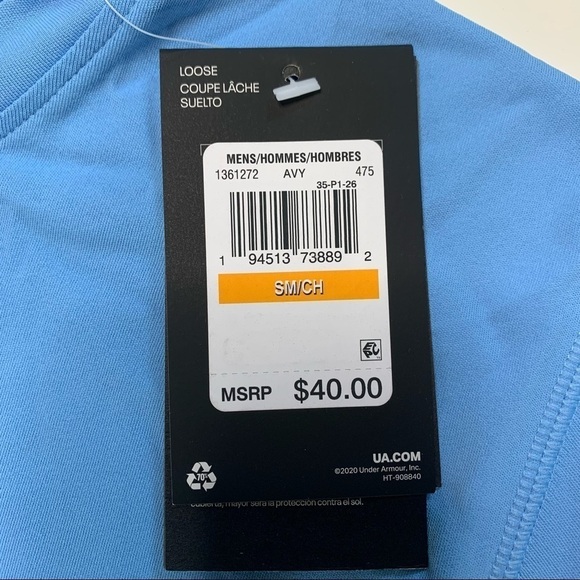 LOOSE
COUPE LÂCHE
SUELTO
MENS/HOMMES/HOMBRES
1361272 AVY 475
35-P1-26
1 94513 73889 2
SM/CH
MSRP $40.00
UA.COM
©2020 Under Armour, Inc.
HT-908840
70%
cubierta, mayor será la protección contra el sol.